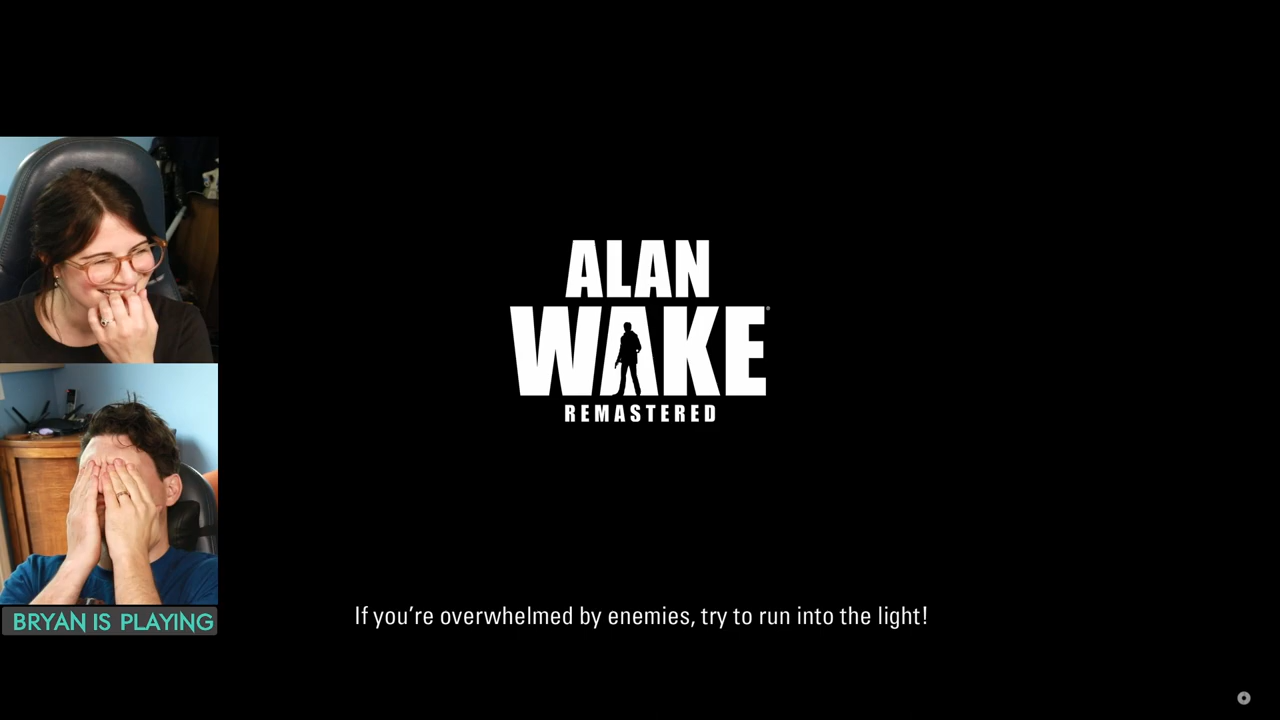 ALAN
WAKE
REMASTERED
BRYAN IS PLAYING
If you’re overwhelmed by enemies, try to run into the light!